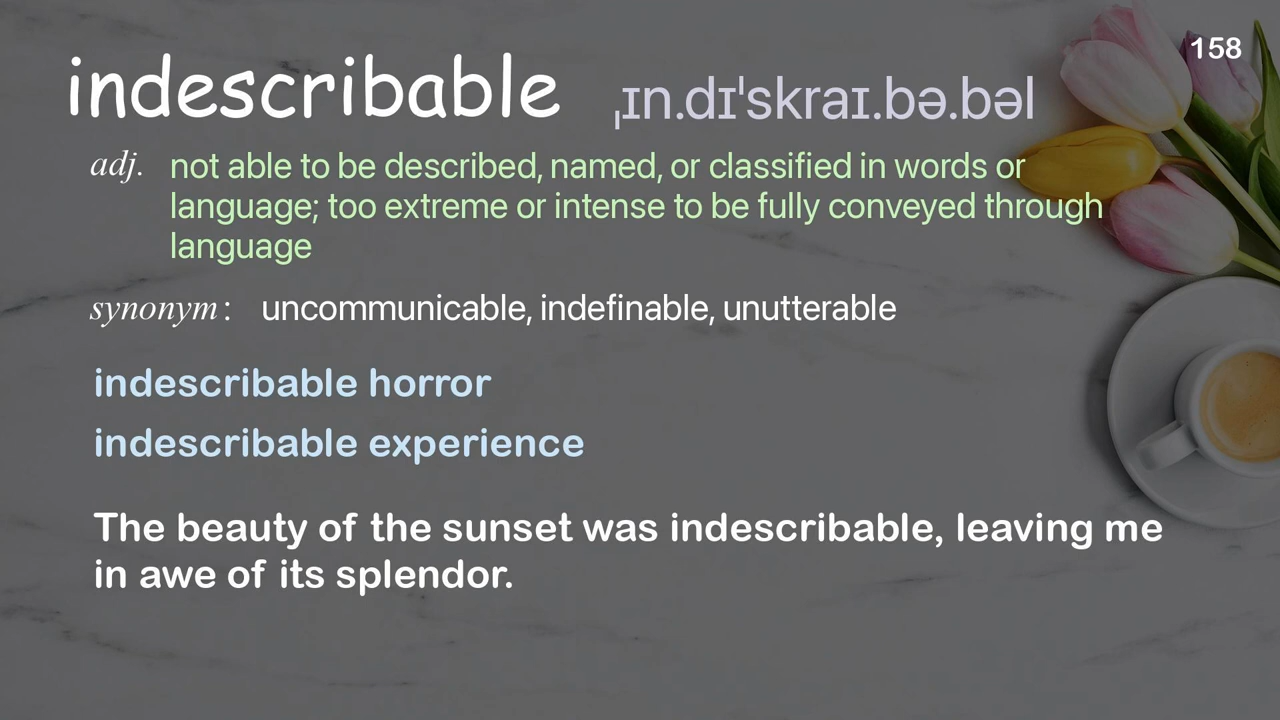 158
indescribable ˌɪn.dɪˈskraɪ.bə.bəl
adj. not able to be described, named, or classified in words or
language; too extreme or intense to be fully conveyed through
language
synonym: uncommunicable, indefinable, unutterable
indescribable horror
indescribable experience
The beauty of the sunset was indescribable, leaving me
in awe of its splendor.